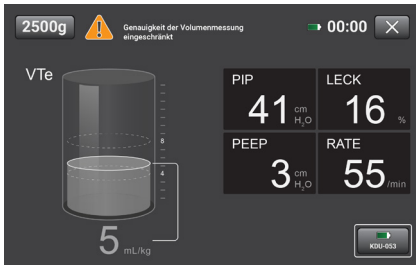 2500g
Genauigkeit der Volumenmessung
eingeschränkt
00:00
VTe
8
4
5 mL/kg
PIP
41 cm H₂O
LECK
16 %
PEEP
3 cm H₂O
RATE
55 /min
KDU-053